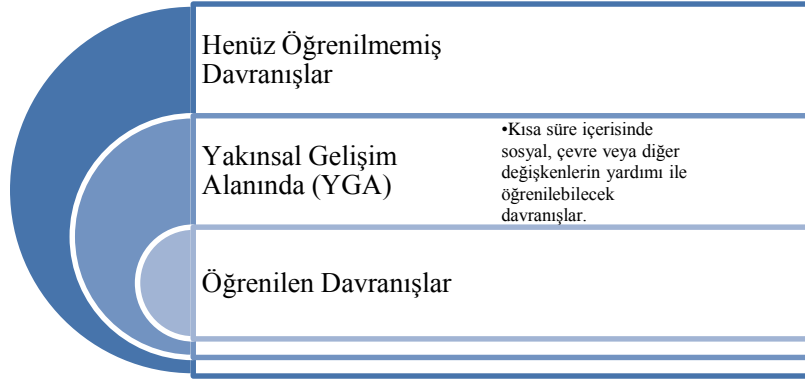 Henüz Öğrenilmemiş
Davranışlar
Yakınsal Gelişim
Alanında (YGA)
•Kısa süre içerisinde
sosyal, çevre veya diğer
değişkenlerin yardımı ile
öğrenilebilecek
davranışlar.
Öğrenilen Davranışlar